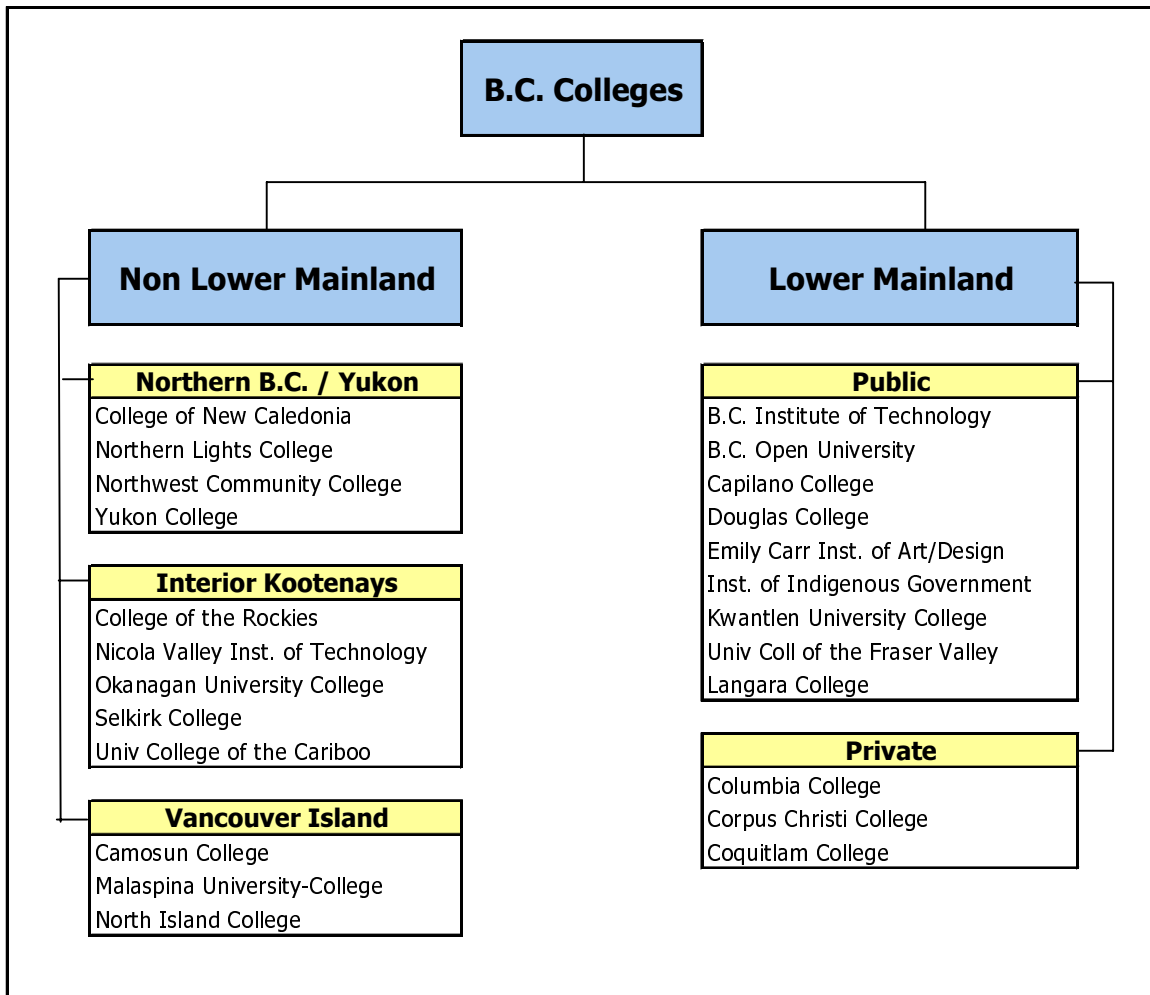 B.C. Colleges
Non Lower Mainland
Northern B.C. / Yukon
College of New Caledonia
Northern Lights College
Northwest Community College
Yukon College
Interior Kootenays
College of the Rockies
Nicola Valley Inst. of Technology
Okanagan University College
Selkirk College
Univ College of the Cariboo
Vancouver Island
Camosun College
Malaspina University-College
North Island College
Lower Mainland
Public
B.C. Institute of Technology
B.C. Open University
Capilano College
Douglas College
Emily Carr Inst. of Art/Design
Inst. of Indigenous Government
Kwantlen University College
Univ Coll of the Fraser Valley
Langara College
Private
Columbia College
Corpus Christi College
Coquitlam College